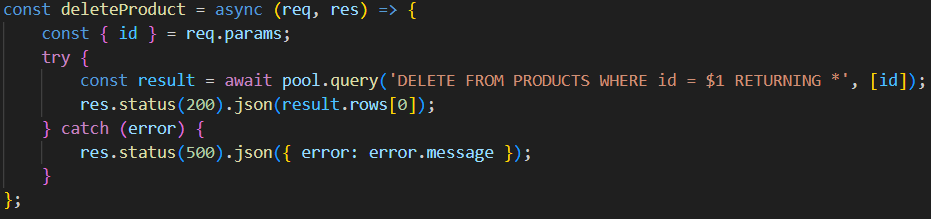 const deleteProduct = async (req, res) => {
    const { id } = req.params;
    try {
        const result = await pool.query('DELETE FROM PRODUCTS WHERE id = $1 RETURNING *', [id]);
        res.status(200).json(result.rows[0]);
    } catch (error) {
        res.status(500).json({ error: error.message });
    }
};